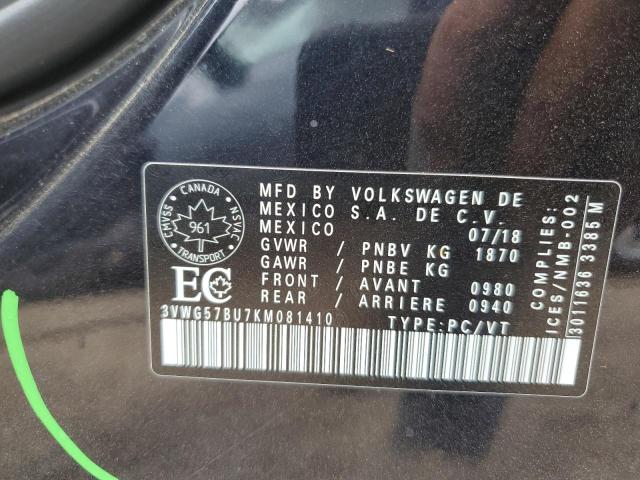 CANADA
CMVSS
NSVAC
961
TRANSPORT
EC
MFD BY VOLKSWAGEN DE
MEXICO S.A. DE C.V.
MEXICO 07/18
GVWR / PNBV KG 1870
GAWR / PNBE KG
FRONT / AVANT 0980
REAR / ARRIERE 0940
3VWG57BU7KM081410 TYPE:PC/VT
COMPLIES:
ICES/NMB-002
3011636 3385 M